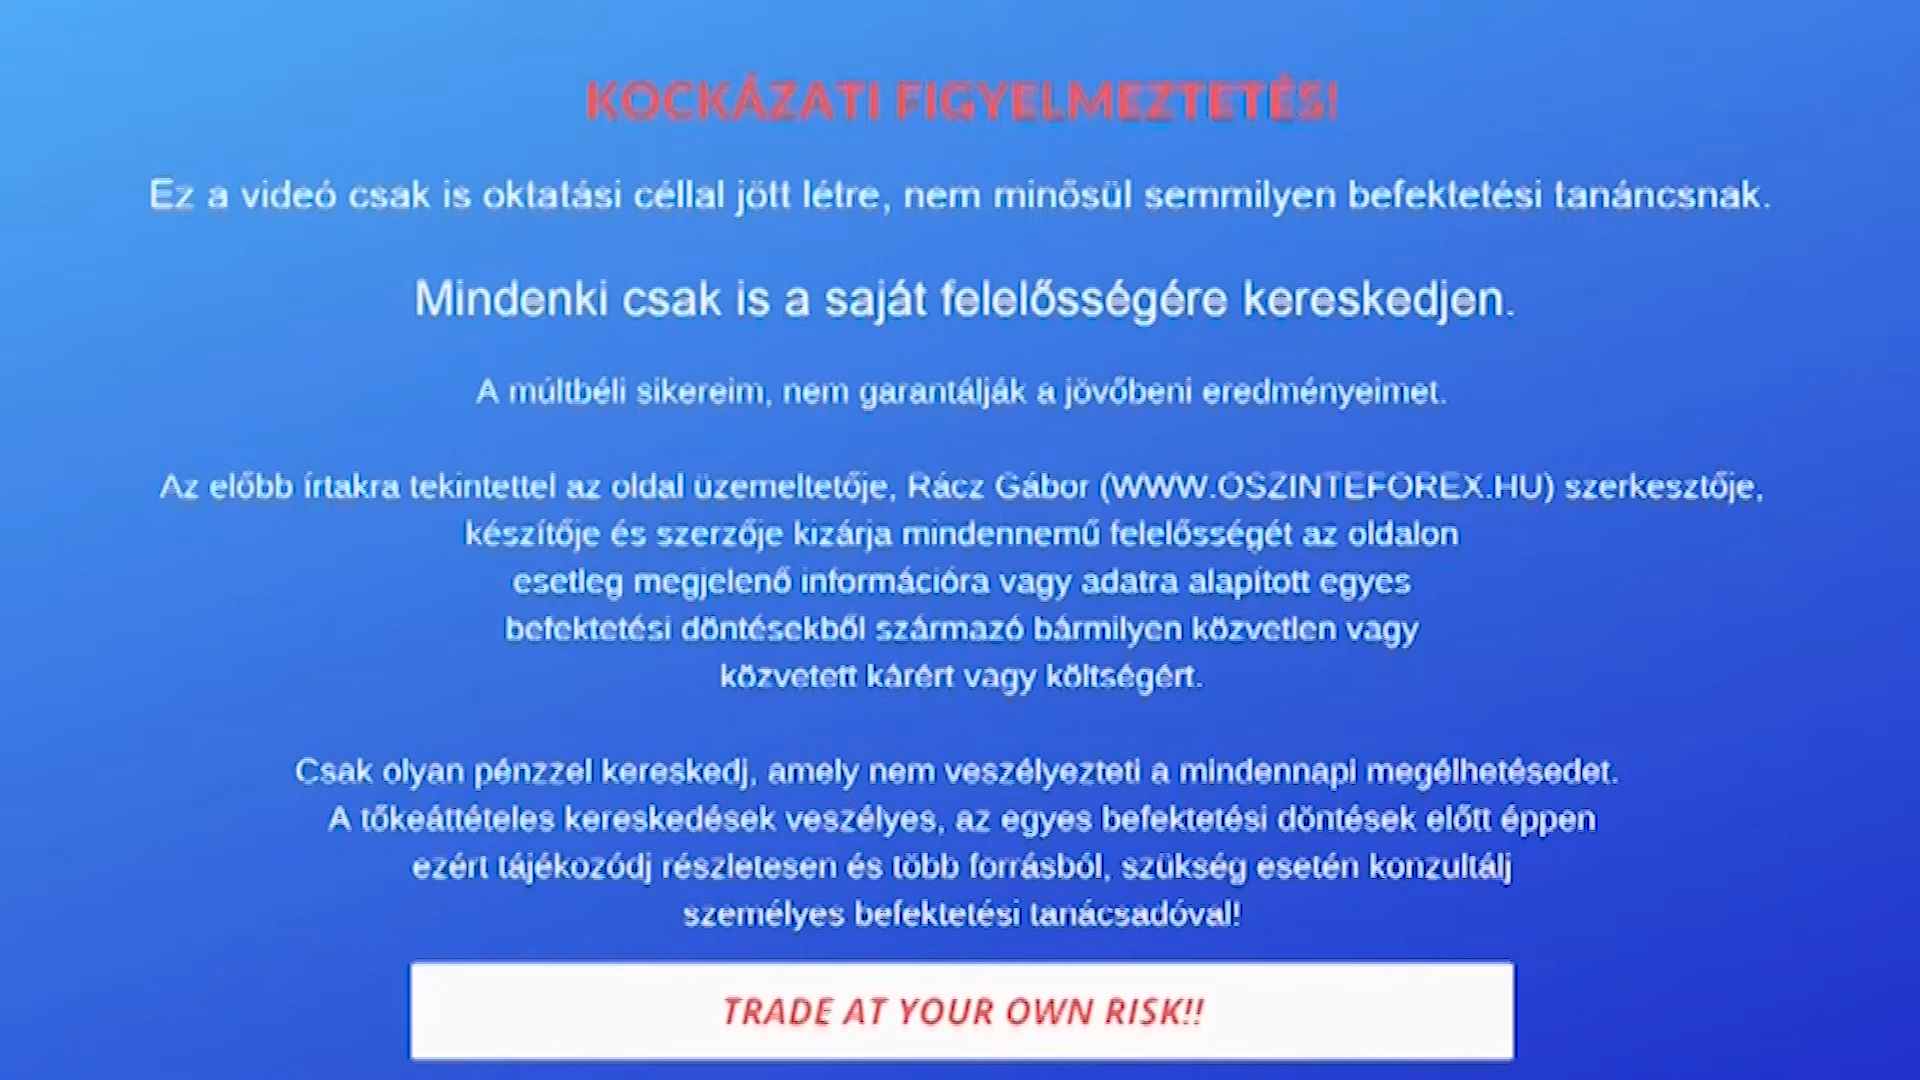 KOCKÁZATI FIGYELMEZTETÉS!
Ez a videó csak is oktatási céllal jött létre, nem minősül semmilyen befektetési tanáncsnak.
Mindenki csak is a saját felelősségére kereskedjen.
A múltbéli sikereim, nem garantálják a jövőbeni eredményeimet.
Az előbb írtakra tekintettel az oldal üzemeltetője, Rácz Gábor (WWW.OSZINTEFOREX.HU) szerkesztője,
készítője és szerzője kizárja mindennemű felelősségét az oldalon
esetleg megjelenő információra vagy adatra alapított egyes
befektetési döntésekből származó bármilyen közvetlen vagy
közvetett kárért vagy költségért.
Csak olyan pénzzel kereskedj, amely nem veszélyezteti a mindennapi megélhetésedet.
A tőkeáttételes kereskedések veszélyes, az egyes befektetési döntések előtt éppen
ezért tájékozódj részletesen és több forrásból, szükség esetén konzultálj
személyes befektetési tanácsadóval!
TRADE AT YOUR OWN RISK!!